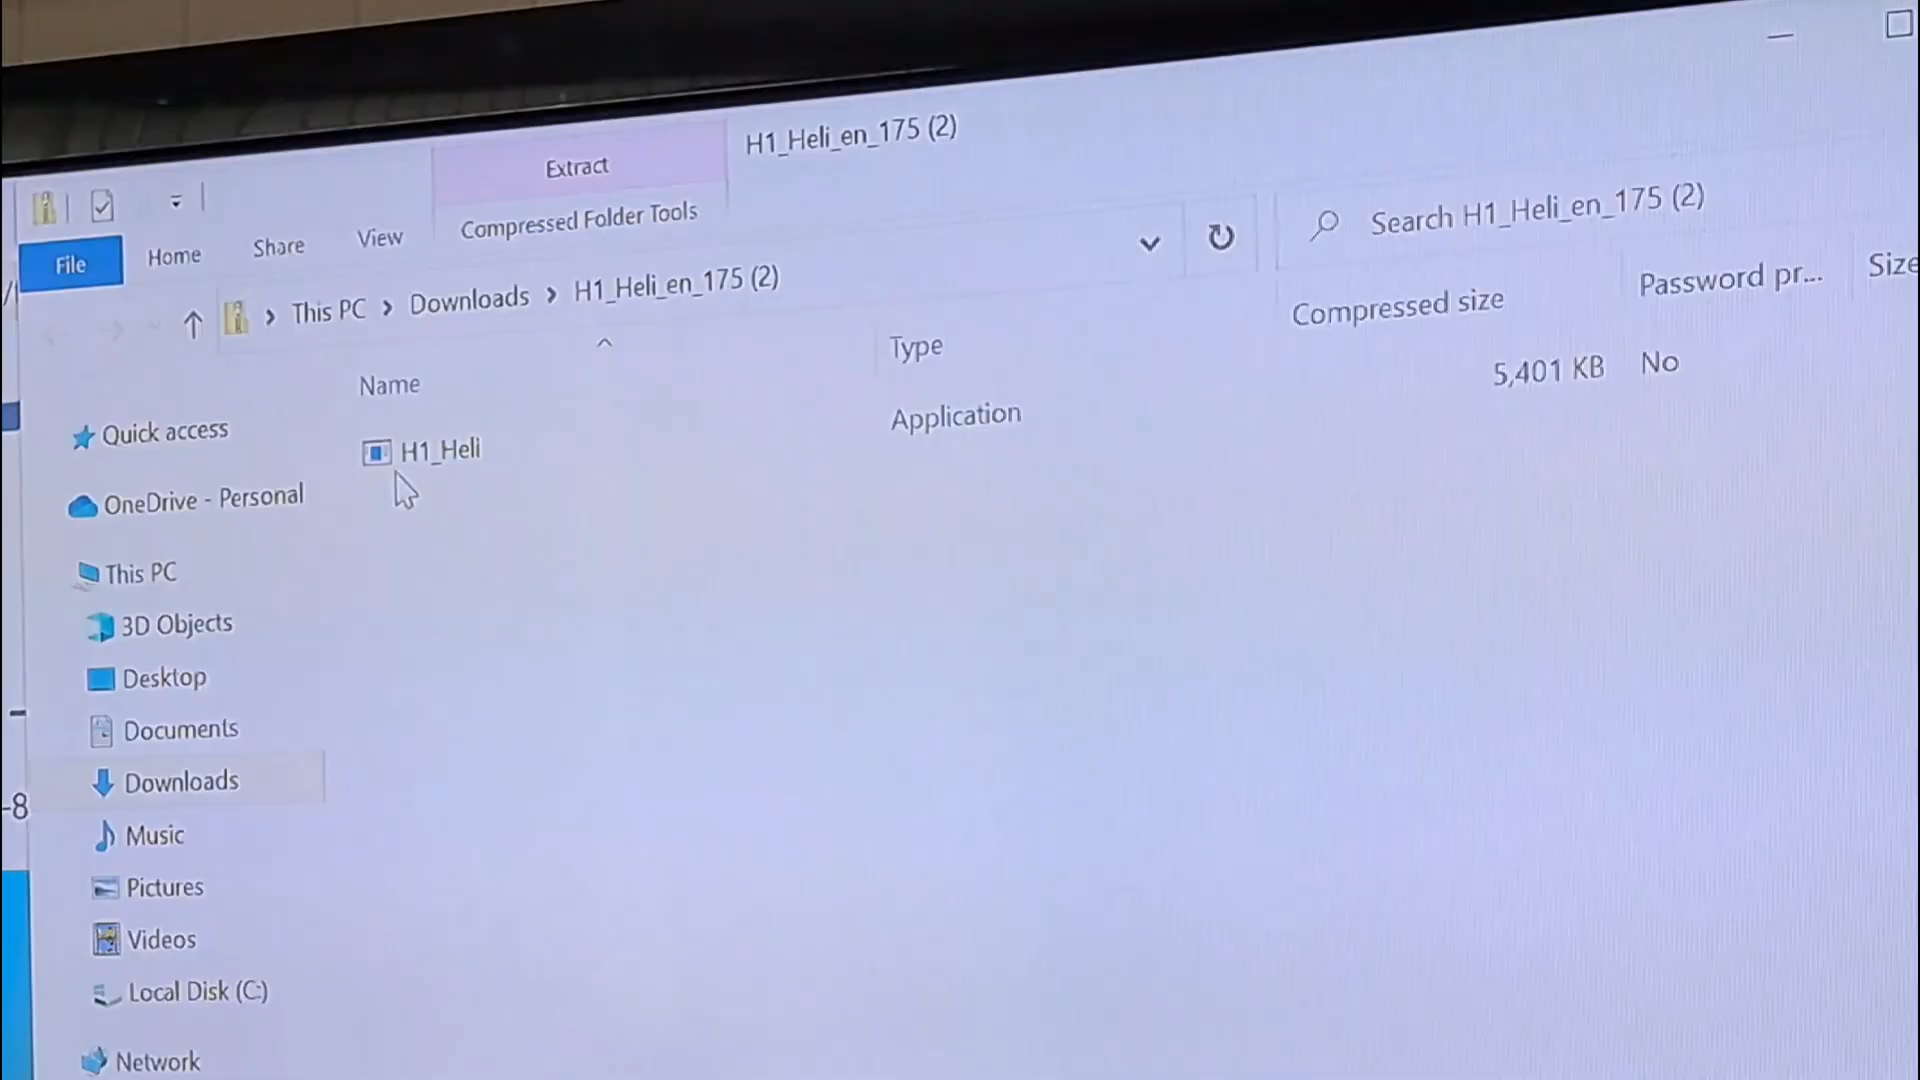 H1_Heli_en_175 (2)
Extract
File
Home
Share
View
Compressed Folder Tools
This PC
Downloads
H1_Heli_en_175 (2)
Search H1_Heli_en_175 (2)
Name
Type
Compressed size
Password pr...
Size
H1_Heli
Application
5,401 KB
No
Quick access
OneDrive - Personal
This PC
3D Objects
Desktop
Documents
Downloads
Music
Pictures
Videos
Local Disk (C:)
Network
-8